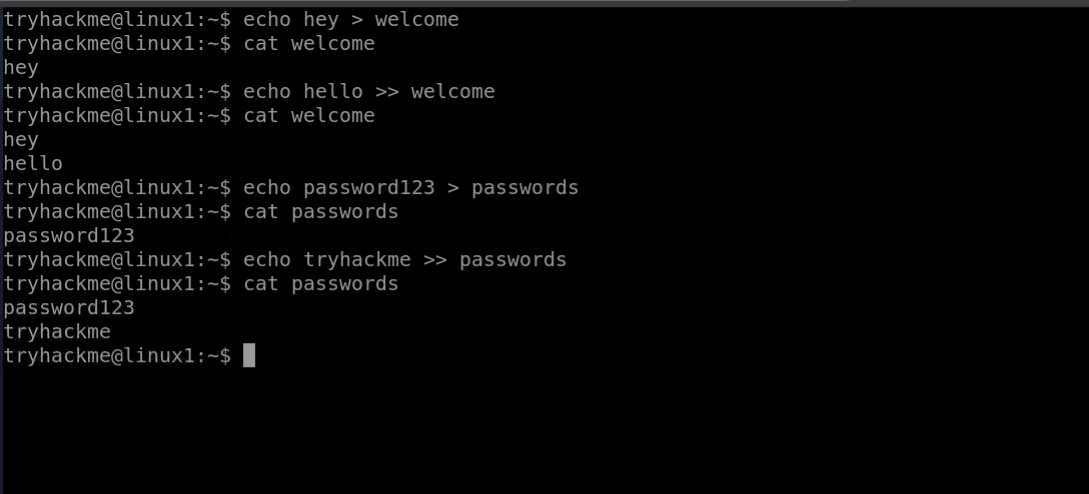 tryhackme@linux1:~$ echo hey > welcome
tryhackme@linux1:~$ cat welcome
hey
tryhackme@linux1:~$ echo hello >> welcome
tryhackme@linux1:~$ cat welcome
hey
hello
tryhackme@linux1:~$ echo password123 > passwords
tryhackme@linux1:~$ cat passwords
password123
tryhackme@linux1:~$ echo tryhackme >> passwords
tryhackme@linux1:~$ cat passwords
password123
tryhackme
tryhackme@linux1:~$